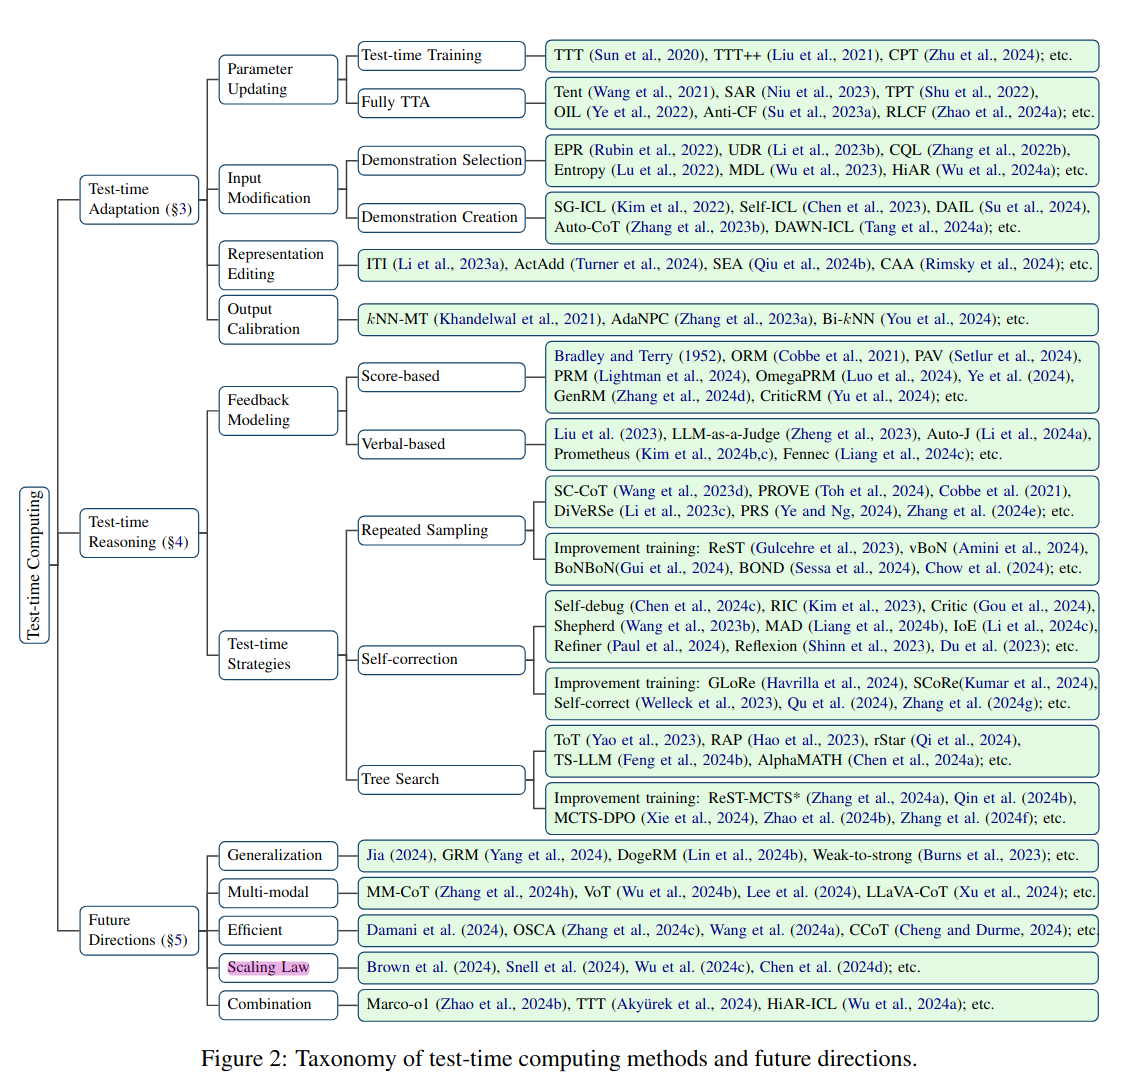 Test-time Computing
Test-time
Adaptation (§3)
Parameter
Updating
Test-time Training
TTT (Sun et al., 2020), TTT++ (Liu et al., 2021), CPT (Zhu et al., 2024); etc.
Fully TTA
Tent (Wang et al., 2021), SAR (Niu et al., 2023), TPT (Shu et al., 2022),
OIL (Ye et al., 2022), Anti-CF (Su et al., 2023a), RLCF (Zhao et al., 2024a); etc.
Input
Modification
Demonstration Selection
EPR (Rubin et al., 2022), UDR (Li et al., 2023b), CQL (Zhang et al., 2022b),
Entropy (Lu et al., 2022), MDL (Wu et al., 2023), HiAR (Wu et al., 2024a); etc.
Demonstration Creation
SG-ICL (Kim et al., 2022), Self-ICL (Chen et al., 2023), DAIL (Su et al., 2024),
Auto-CoT (Zhang et al., 2023b), DAWN-ICL (Tang et al., 2024a); etc.
Representation
Editing
ITI (Li et al., 2023a), ActAdd (Turner et al., 2024), SEA (Qiu et al., 2024b), CAA (Rimsky et al., 2024); etc.
Output
Calibration
kNN-MT (Khandelwal et al., 2021), AdaNPC (Zhang et al., 2023a), Bi-kNN (You et al., 2024); etc.
Test-time
Reasoning (§4)
Feedback
Modeling
Score-based
Bradley and Terry (1952), ORM (Cobbe et al., 2021), PAV (Setlur et al., 2024),
PRM (Lightman et al., 2024), OmegaPRM (Luo et al., 2024), Ye et al. (2024),
GenRM (Zhang et al., 2024d), CriticRM (Yu et al., 2024); etc.
Verbal-based
Liu et al. (2023), LLM-as-a-Judge (Zheng et al., 2023), Auto-J (Li et al., 2024a),
Prometheus (Kim et al., 2024b,c), Fennec (Liang et al., 2024c); etc.
Test-time
Strategies
Repeated Sampling
SC-CoT (Wang et al., 2023d), PROVE (Toh et al., 2024), Cobbe et al. (2021),
DiVeRSe (Li et al., 2023c), PRS (Ye and Ng, 2024), Zhang et al. (2024e); etc.
Improvement training: ReST (Gulcehre et al., 2023), vBoN (Amini et al., 2024),
BoNBoN(Gui et al., 2024), BOND (Sessa et al., 2024), Chow et al. (2024); etc.
Self-correction
Self-debug (Chen et al., 2024c), RIC (Kim et al., 2023), Critic (Gou et al., 2024),
Shepherd (Wang et al., 2023b), MAD (Liang et al., 2024b), IoE (Li et al., 2024c),
Refiner (Paul et al., 2024), Reflexion (Shinn et al., 2023), Du et al. (2023); etc.
Improvement training: GLoRe (Havrilla et al., 2024), SCoRe(Kumar et al., 2024),
Self-correct (Welleck et al., 2023), Qu et al. (2024), Zhang et al. (2024g); etc.
Tree Search
ToT (Yao et al., 2023), RAP (Hao et al., 2023), rStar (Qi et al., 2024),
TS-LLM (Feng et al., 2024b), AlphaMATH (Chen et al., 2024a); etc.
Improvement training: ReST-MCTS* (Zhang et al., 2024a), Qin et al. (2024b),
MCTS-DPO (Xie et al., 2024), Zhao et al. (2024b), Zhang et al. (2024f); etc.
Future
Directions (§5)
Generalization
Jia (2024), GRM (Yang et al., 2024), DogeRM (Lin et al., 2024b), Weak-to-strong (Burns et al., 2023); etc.
Multi-modal
MM-CoT (Zhang et al., 2024h), VoT (Wu et al., 2024b), Lee et al. (2024), LLaVA-CoT (Xu et al., 2024); etc.
Efficient
Damani et al. (2024), OSCA (Zhang et al., 2024c), Wang et al. (2024a), CCoT (Cheng and Durme, 2024); etc.
Scaling Law
Brown et al. (2024), Snell et al. (2024), Wu et al. (2024c), Chen et al. (2024d); etc.
Combination
Marco-o1 (Zhao et al., 2024b), TTT (Akyürek et al., 2024), HiAR-ICL (Wu et al., 2024a); etc.
Figure 2: Taxonomy of test-time computing methods and future directions.